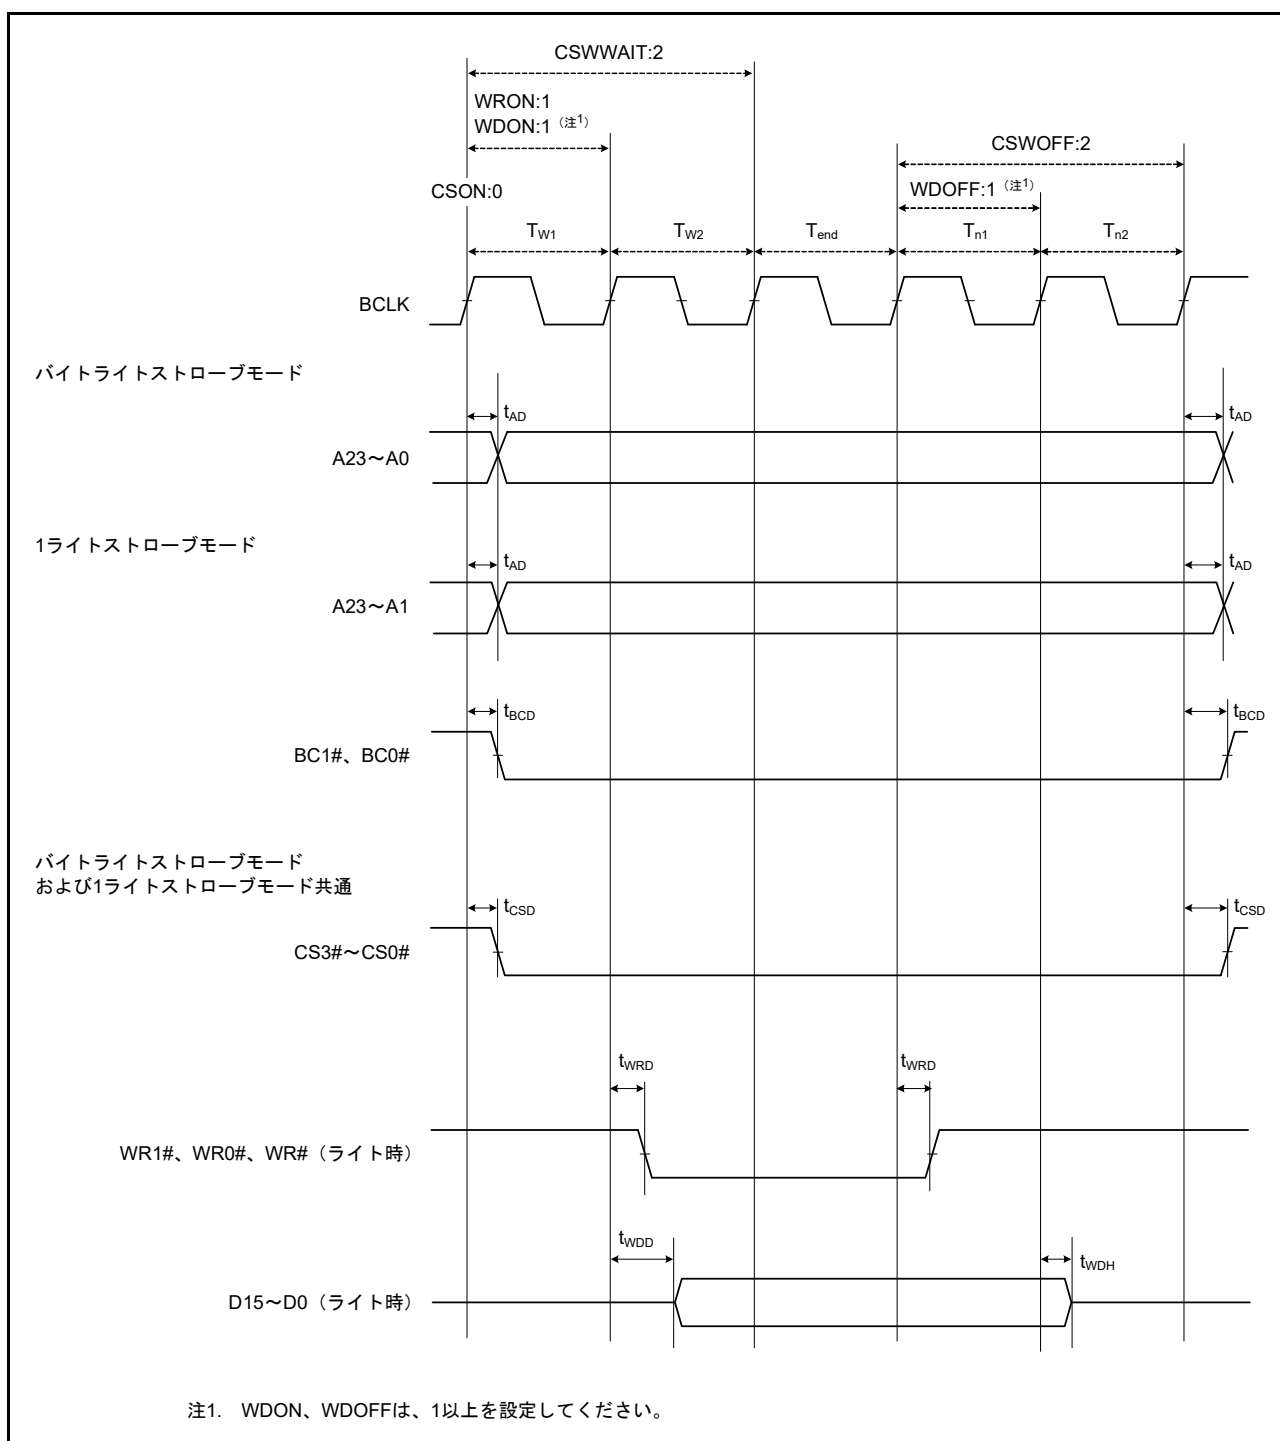 CSWWAIT:2
WRON:1
WDON:1（注1）
CSWOFF:2
WDOFF:1（注1）
CSON:0
TW1 TW2 Tend Tn1 Tn2
BCLK
バイトライトストローブモード
tAD tAD
A23～A0
1ライトストローブモード
tAD tAD
A23～A1
tBCD tBCD
BC1#、BC0#
バイトライトストローブモード
および1ライトストローブモード共通
tCSD tCSD
CS3#～CS0#
tWRD tWRD
WR1#、WR0#、WR#（ライト時）
tWDD tWDH
D15～D0（ライト時）
注1. WDON、WDOFFは、1以上を設定してください。